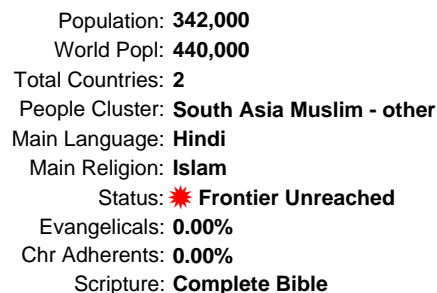 Population: 342,000
World Popl: 440,000
Total Countries: 2
People Cluster: South Asia Muslim - other
Main Language: Hindi
Main Religion: Islam
Status: Frontier Unreached
Evangelicals: 0.00%
Chr Adherents: 0.00%
Scripture: Complete Bible